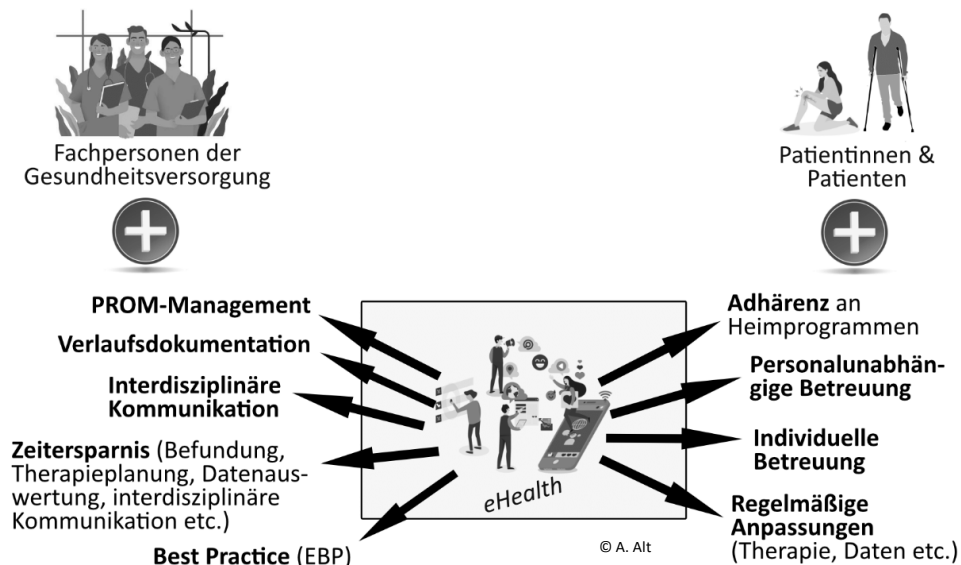 Fachpersonen der
Gesundheitsversorgung
Patientinnen &
Patienten
PROM-Management
Verlaufsdokumentation
Interdisziplinäre
Kommunikation
Zeitersparnis (Befundung,
Therapieplanung, Datenaus-
wertung, interdisziplinäre
Kommunikation etc.)
Best Practice (EBP)
eHealth
© A. Alt
Adhärenz an
Heimprogrammen
Personalunabhän-
gige Betreuung
Individuelle
Betreuung
Regelmäßige
Anpassungen
(Therapie, Daten etc.)